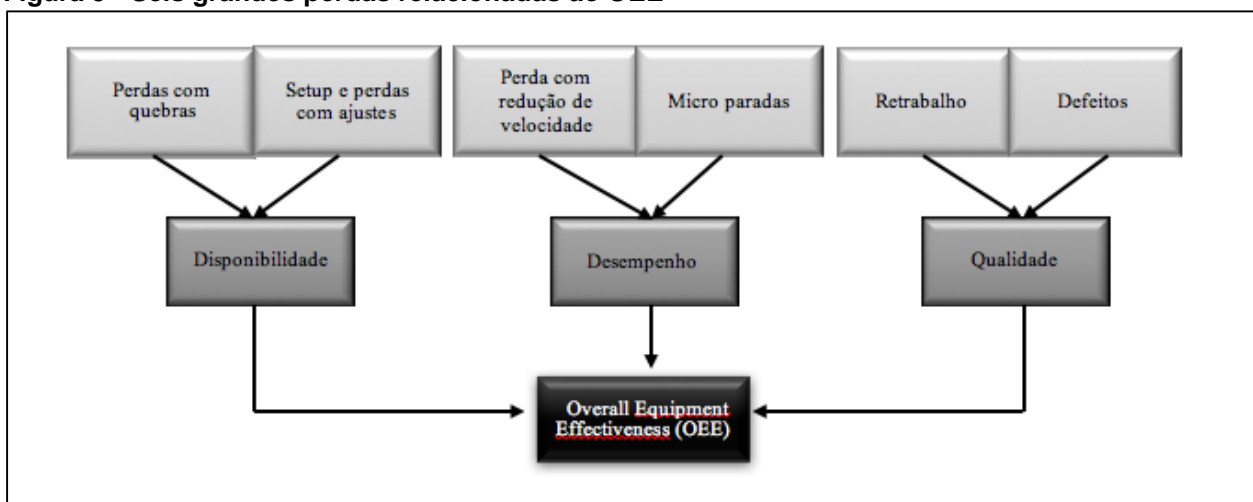 Figura - Seis grandes perdas relacionadas ao OEE
Perdas com
quebras
Setup e perdas
com ajustes
Perda com
redução de
velocidade
Micro paradas
Retrabalho
Defeitos
Disponibilidade
Desempenho
Qualidade
Overall Equipment
Effectiveness (OEE)